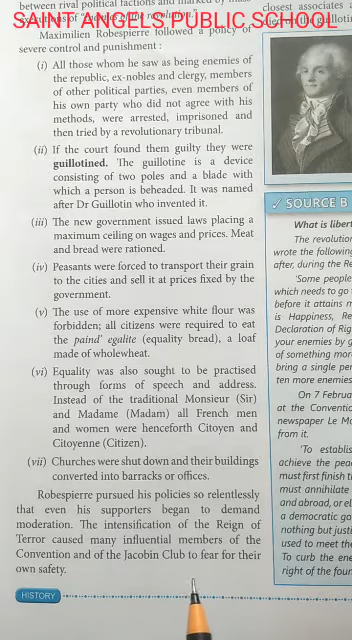 between rival political factions and marked by mass
executions of "enemies of the revolution."
SANT ANGELS PUBLIC SCHOOL
Maximilien Robespierre followed a policy of
severe control and punishment :
(i) All those whom he saw as being enemies of
the republic, ex-nobles and clergy, members
of other political parties, even members of
his own party who did not agree with his
methods, were arrested, imprisoned and
then tried by a revolutionary tribunal.
(ii) If the court found them guilty they were
guillotined. The guillotine is a device
consisting of two poles and a blade with
which a person is beheaded. It was named
after Dr Guillotin who invented it.
(iii) The new government issued laws placing a
maximum ceiling on wages and prices. Meat
and bread were rationed.
(iv) Peasants were forced to transport their grain
to the cities and sell it at prices fixed by the
government.
(v) The use of more expensive white flour was
forbidden; all citizens were required to eat
the paind' egalite (equality bread), a loaf
made of wholewheat.
(vi) Equality was also sought to be practised
through forms of speech and address.
Instead of the traditional Monsieur (Sir)
and Madame (Madam) all French men
and women were henceforth Citoyen and
Citoyenne (Citizen).
(vii) Churches were shut down and their buildings
converted into barracks or offices.
Robespierre pursued his policies so relentlessly
that even his supporters began to demand
moderation. The intensification of the Reign of
Terror caused many influential members of the
Convention and of the Jacobin Club to fear for their
own safety.
HISTORY
closest associates a
✓ SOURCE B
What is libert
The revolution
wrote the following
after, during the Re
'Some people
which needs to go
before it attains m
is Happiness, Re
Declaration of Rig
your enemies by g
of something mor
bring a single per
ten more enemies
On 7 Februa
at the Conventio
newspaper Le Mo
from it.
'To establis
achieve the peac
must first finish t
must annihilate
and abroad, or el
a democratic go
nothing but justi
used to meet the
To curb the ene
right of the foun